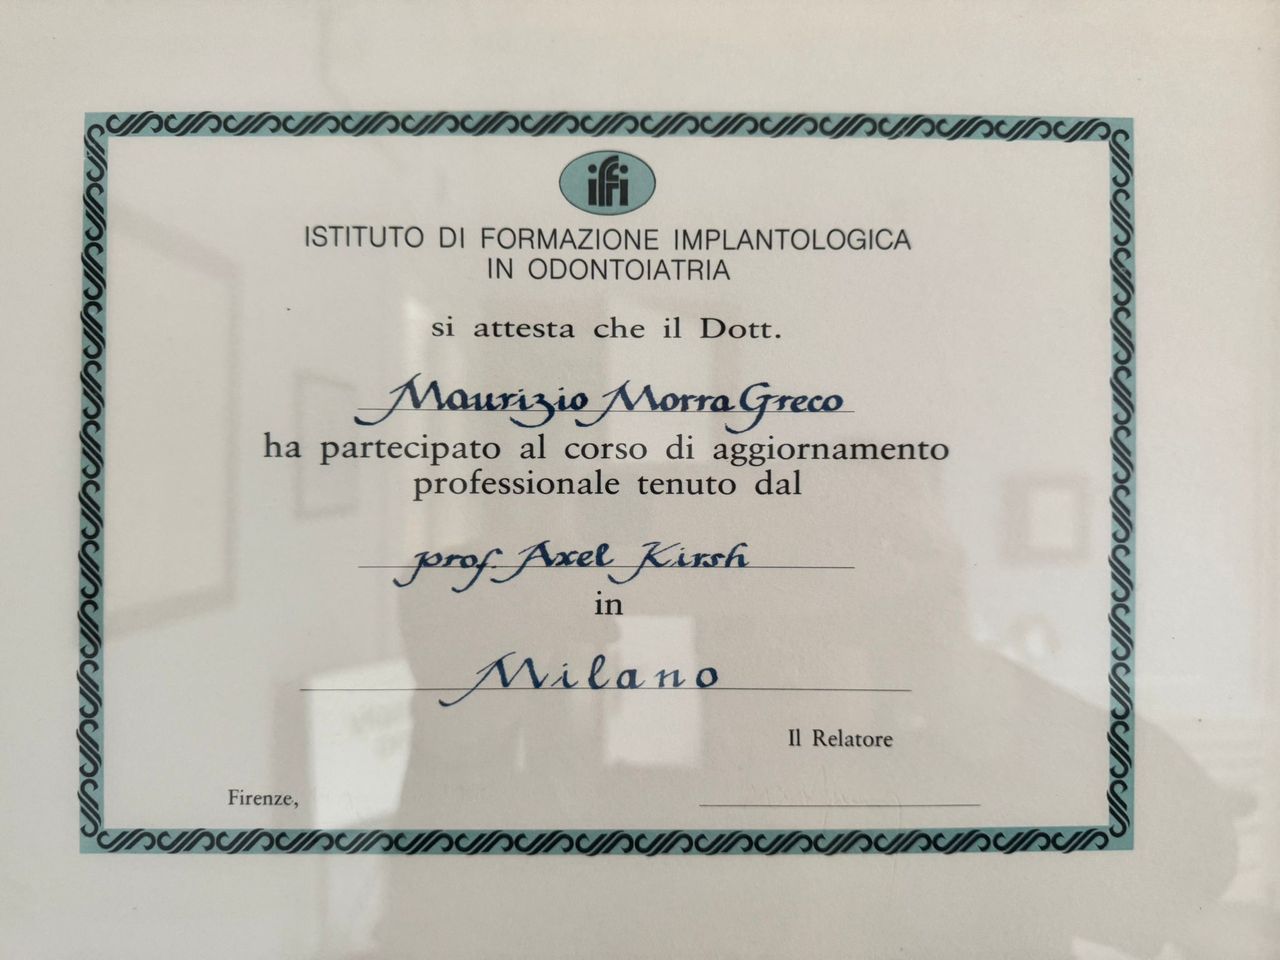 iffi
ISTITUTO DI FORMAZIONE IMPLANTOLOGICA
IN ODONTOIATRIA
si attesta che il Dott.
Maurizio Morra Greco
ha partecipato al corso di aggiornamento
professionale tenuto dal
prof. Axel Kirsh
in
Milano
Il Relatore
Firenze,